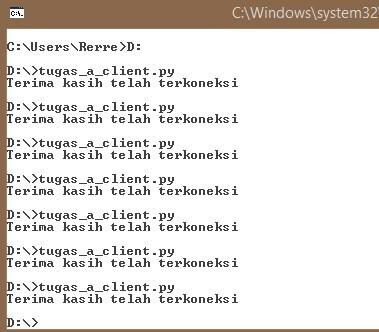 C:\Windows\system32\
C:\Users\Rerre>D:
D:\>tugas_a_client.py
Terima kasih telah terkoneksi
D:\>tugas_a_client.py
Terima kasih telah terkoneksi
D:\>tugas_a_client.py
Terima kasih telah terkoneksi
D:\>tugas_a_client.py
Terima kasih telah terkoneksi
D:\>tugas_a_client.py
Terima kasih telah terkoneksi
D:\>tugas_a_client.py
Terima kasih telah terkoneksi
D:\>tugas_a_client.py
Terima kasih telah terkoneksi
D:\>